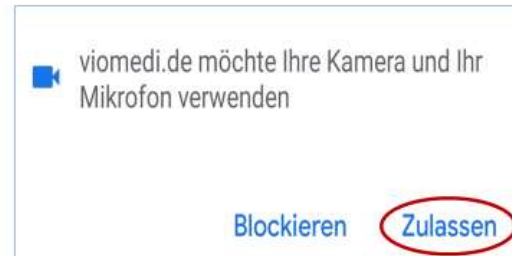 viomedi.de möchte Ihre Kamera und Ihr
Mikrofon verwenden
Blockieren Zulassen